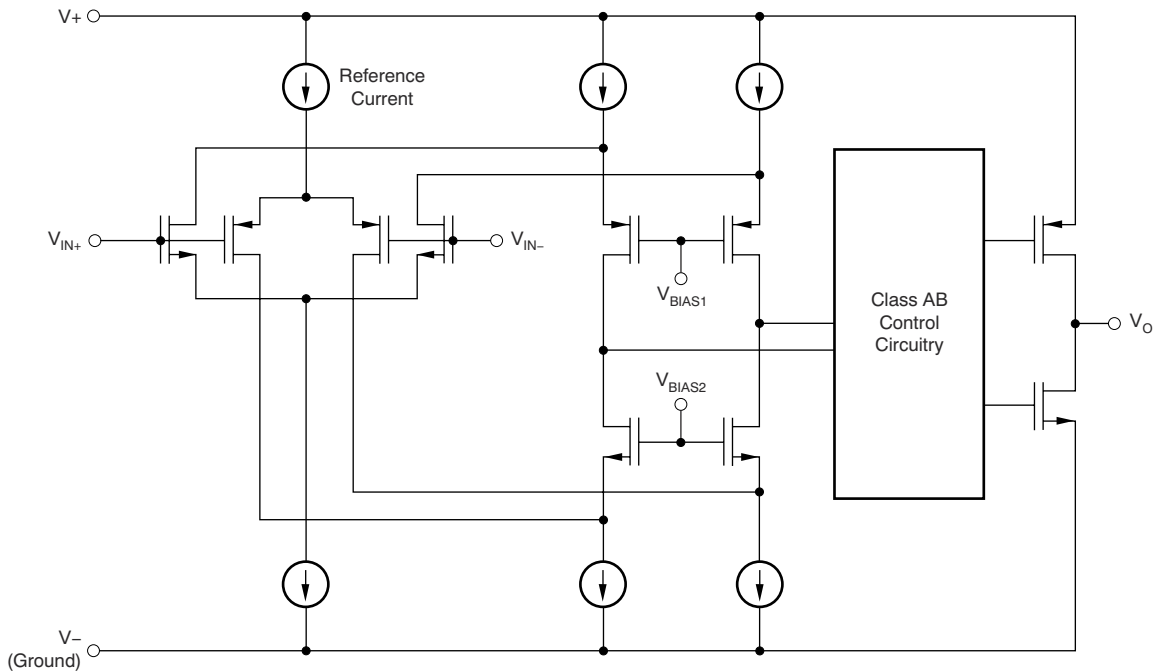 V+
Reference
Current
V_IN+
V_IN−
V_BIAS1
Class AB
Control
Circuitry
V_O
V_BIAS2
V−
(Ground)